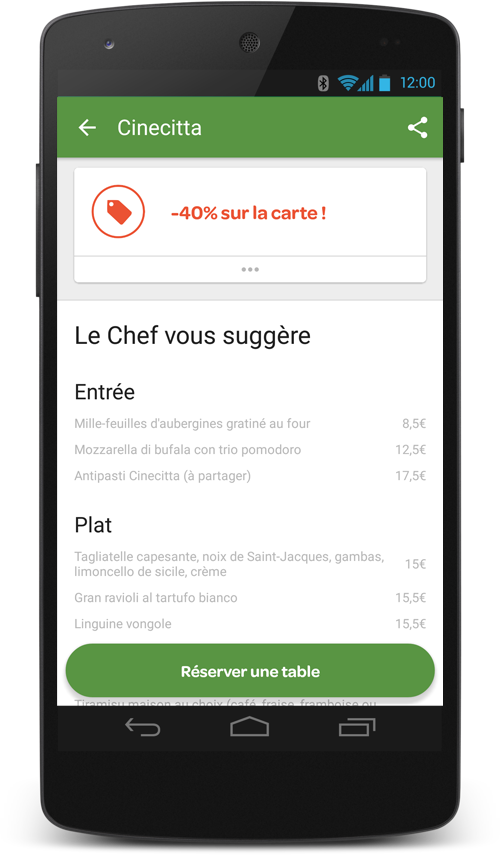 12:00
Cinecitta
-40% sur la carte !
Le Chef vous suggère
Entrée
Mille-feuilles d'aubergines gratiné au four 8,5€
Mozzarella di bufala con trio pomodoro 12,5€
Antipasti Cinecitta (à partager) 17,5€
Plat
Tagliatelle capesante, noix de Saint-Jacques, gambas,
limoncello de sicile, crème 15€
Gran ravioli al tartufo bianco 15,5€
Linguine vongole 15,5€
Réserver une table
Tiramisu maison au choix (café, fraise, framboise ou